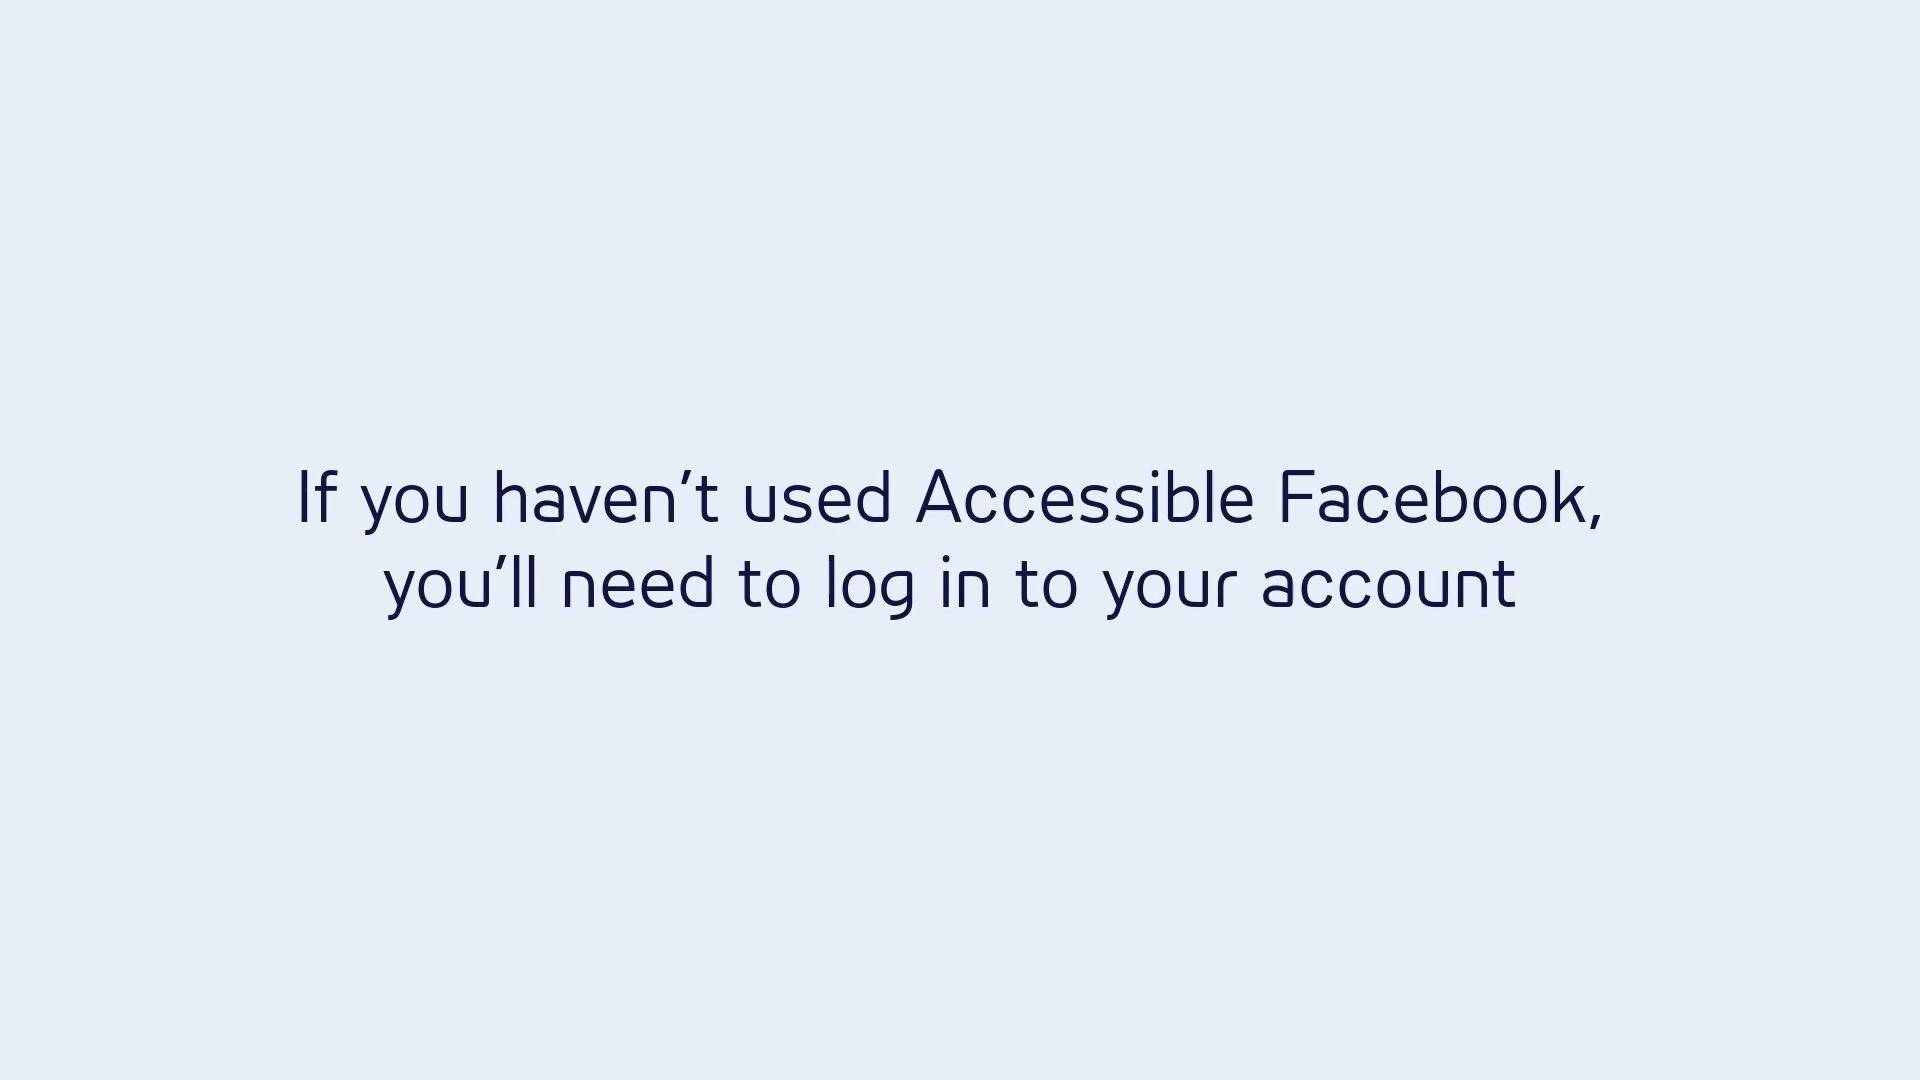 If you haven’t used Accessible Facebook,
you’ll need to log in to your account